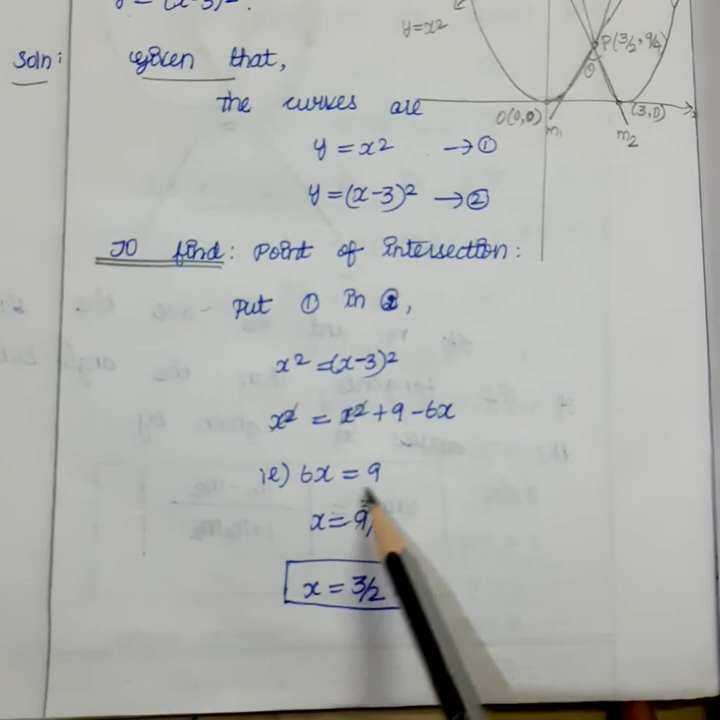 y = (x-3)².
y=x²
P(3/2, 9/4)
θ
O(0,0)
(3,0)
m₁
m₂
Soln: Given that,
the curves are
y = x² → ①
y = (x-3)² → ②
To find: Point of intersection:
Put ① in ②,
x² = (x-3)²
x² = x² + 9 - 6x
ie) 6x = 9
x = 9/
x = 3/2